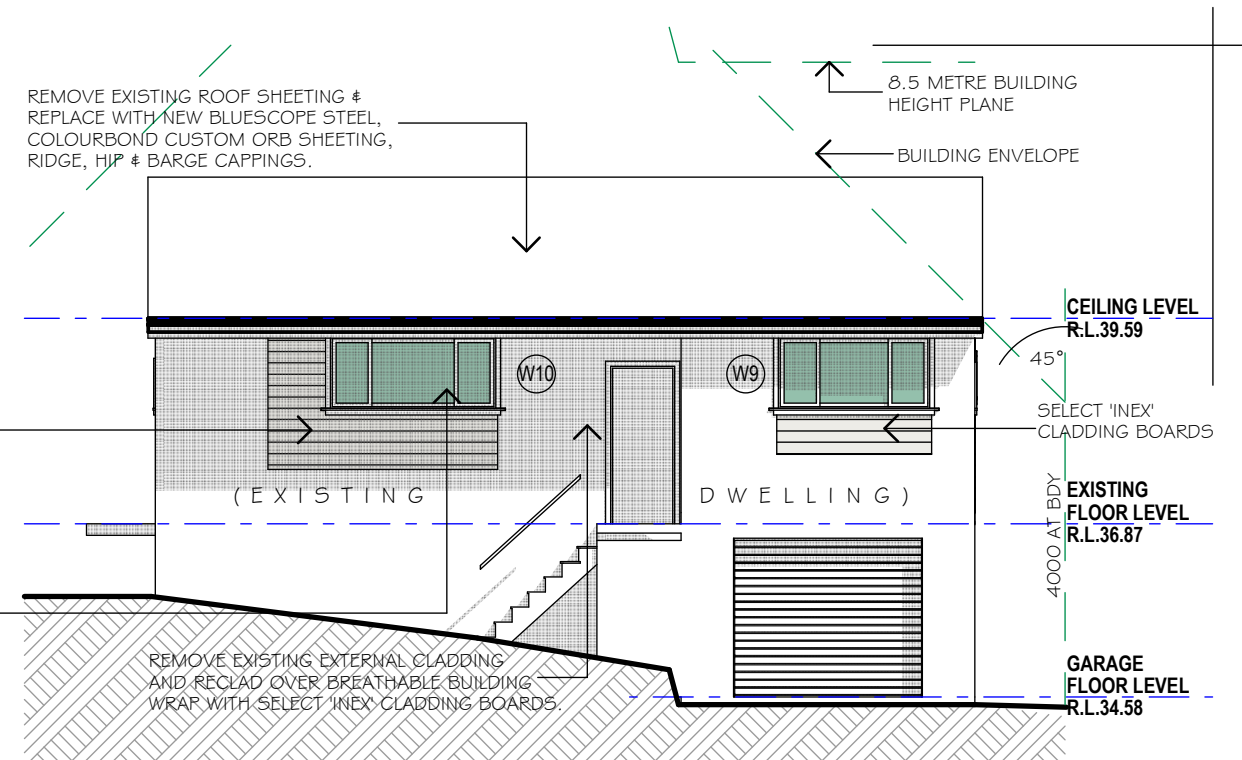 REMOVE EXISTING ROOF SHEETING &
REPLACE WITH NEW BLUESCOPE STEEL,
COLOURBOND CUSTOM ORB SHEETING,
RIDGE, HIP & BARGE CAPPINGS.
8.5 METRE BUILDING
HEIGHT PLANE
BUILDING ENVELOPE
CEILING LEVEL
R.L.39.59
45°
W10
W9
SELECT 'INEX'
CLADDING BOARDS
(EXISTING DWELLING)
EXISTING
FLOOR LEVEL
R.L.36.87
4000 AT BDY
REMOVE EXISTING EXTERNAL CLADDING
AND RECLAD OVER BREATHABLE BUILDING
WRAP WITH SELECT 'INEX' CLADDING BOARDS.
GARAGE
FLOOR LEVEL
R.L.34.58